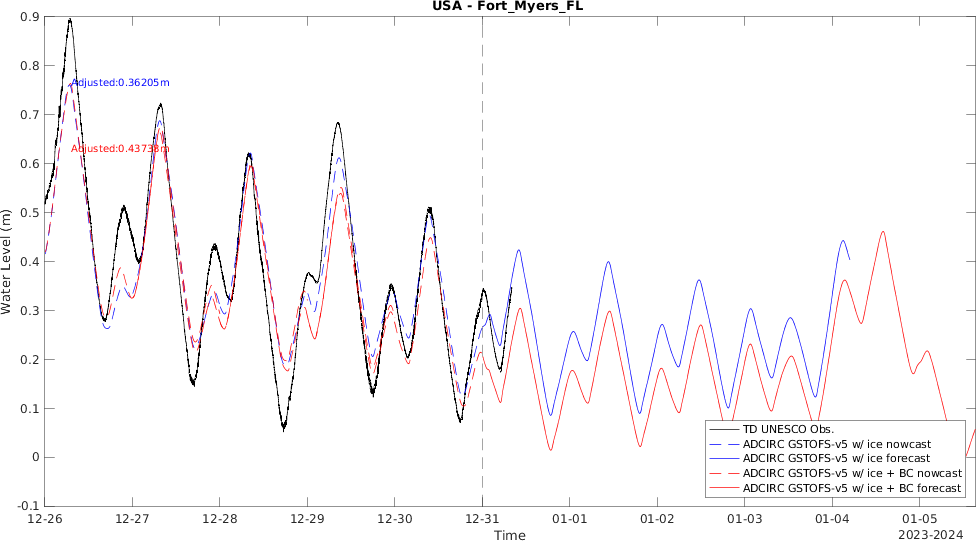 USA - Fort_Myers_FL
0.9
0.8
0.7
0.6
0.5
0.4
0.3
0.2
0.1
0
-0.1
Water Level (m)
Adjusted:0.36205m
Adjusted:0.43738m
TD UNESCO Obs.
ADCIRC GSTOFS-v5 w/ ice nowcast
ADCIRC GSTOFS-v5 w/ ice forecast
ADCIRC GSTOFS-v5 w/ ice + BC nowcast
ADCIRC GSTOFS-v5 w/ ice + BC forecast
12-26 12-27 12-28 12-29 12-30 12-31 01-01 01-02 01-03 01-04 01-05
Time
2023-2024